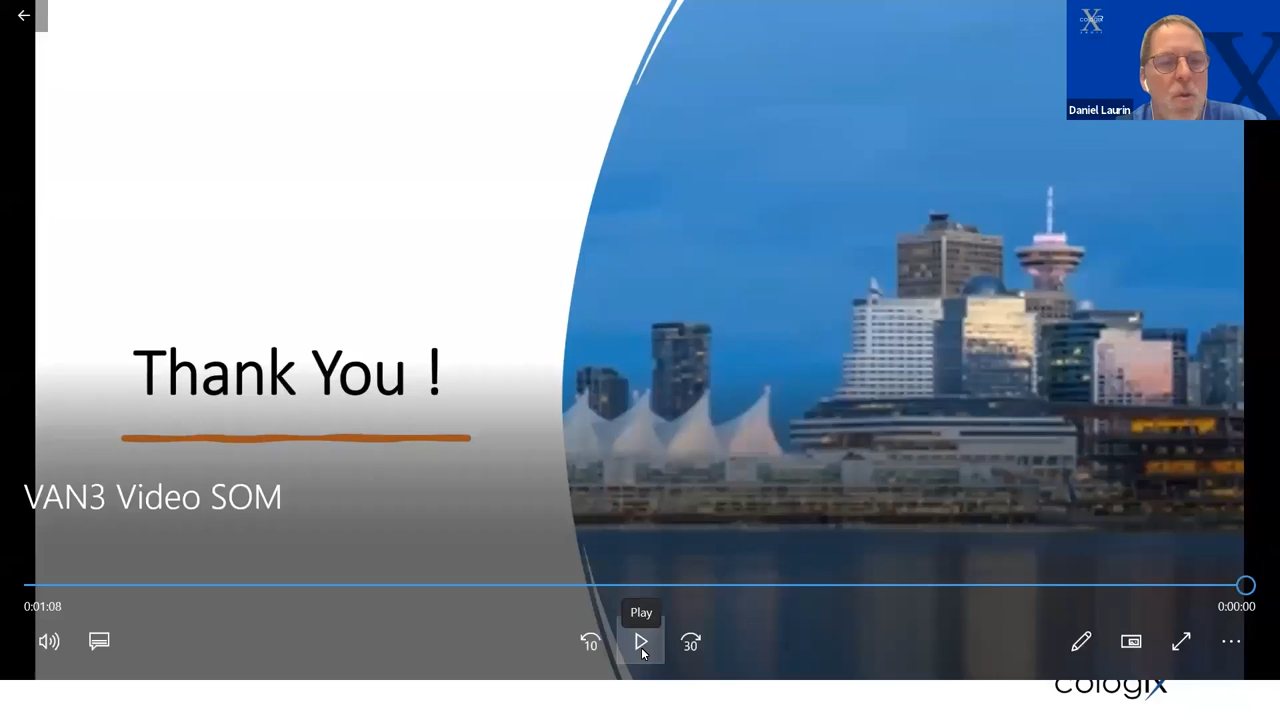 Daniel Laurin
Thank You !
VAN3 Video SOM
0:01:08
0:00:00
Play
10
30
cologix